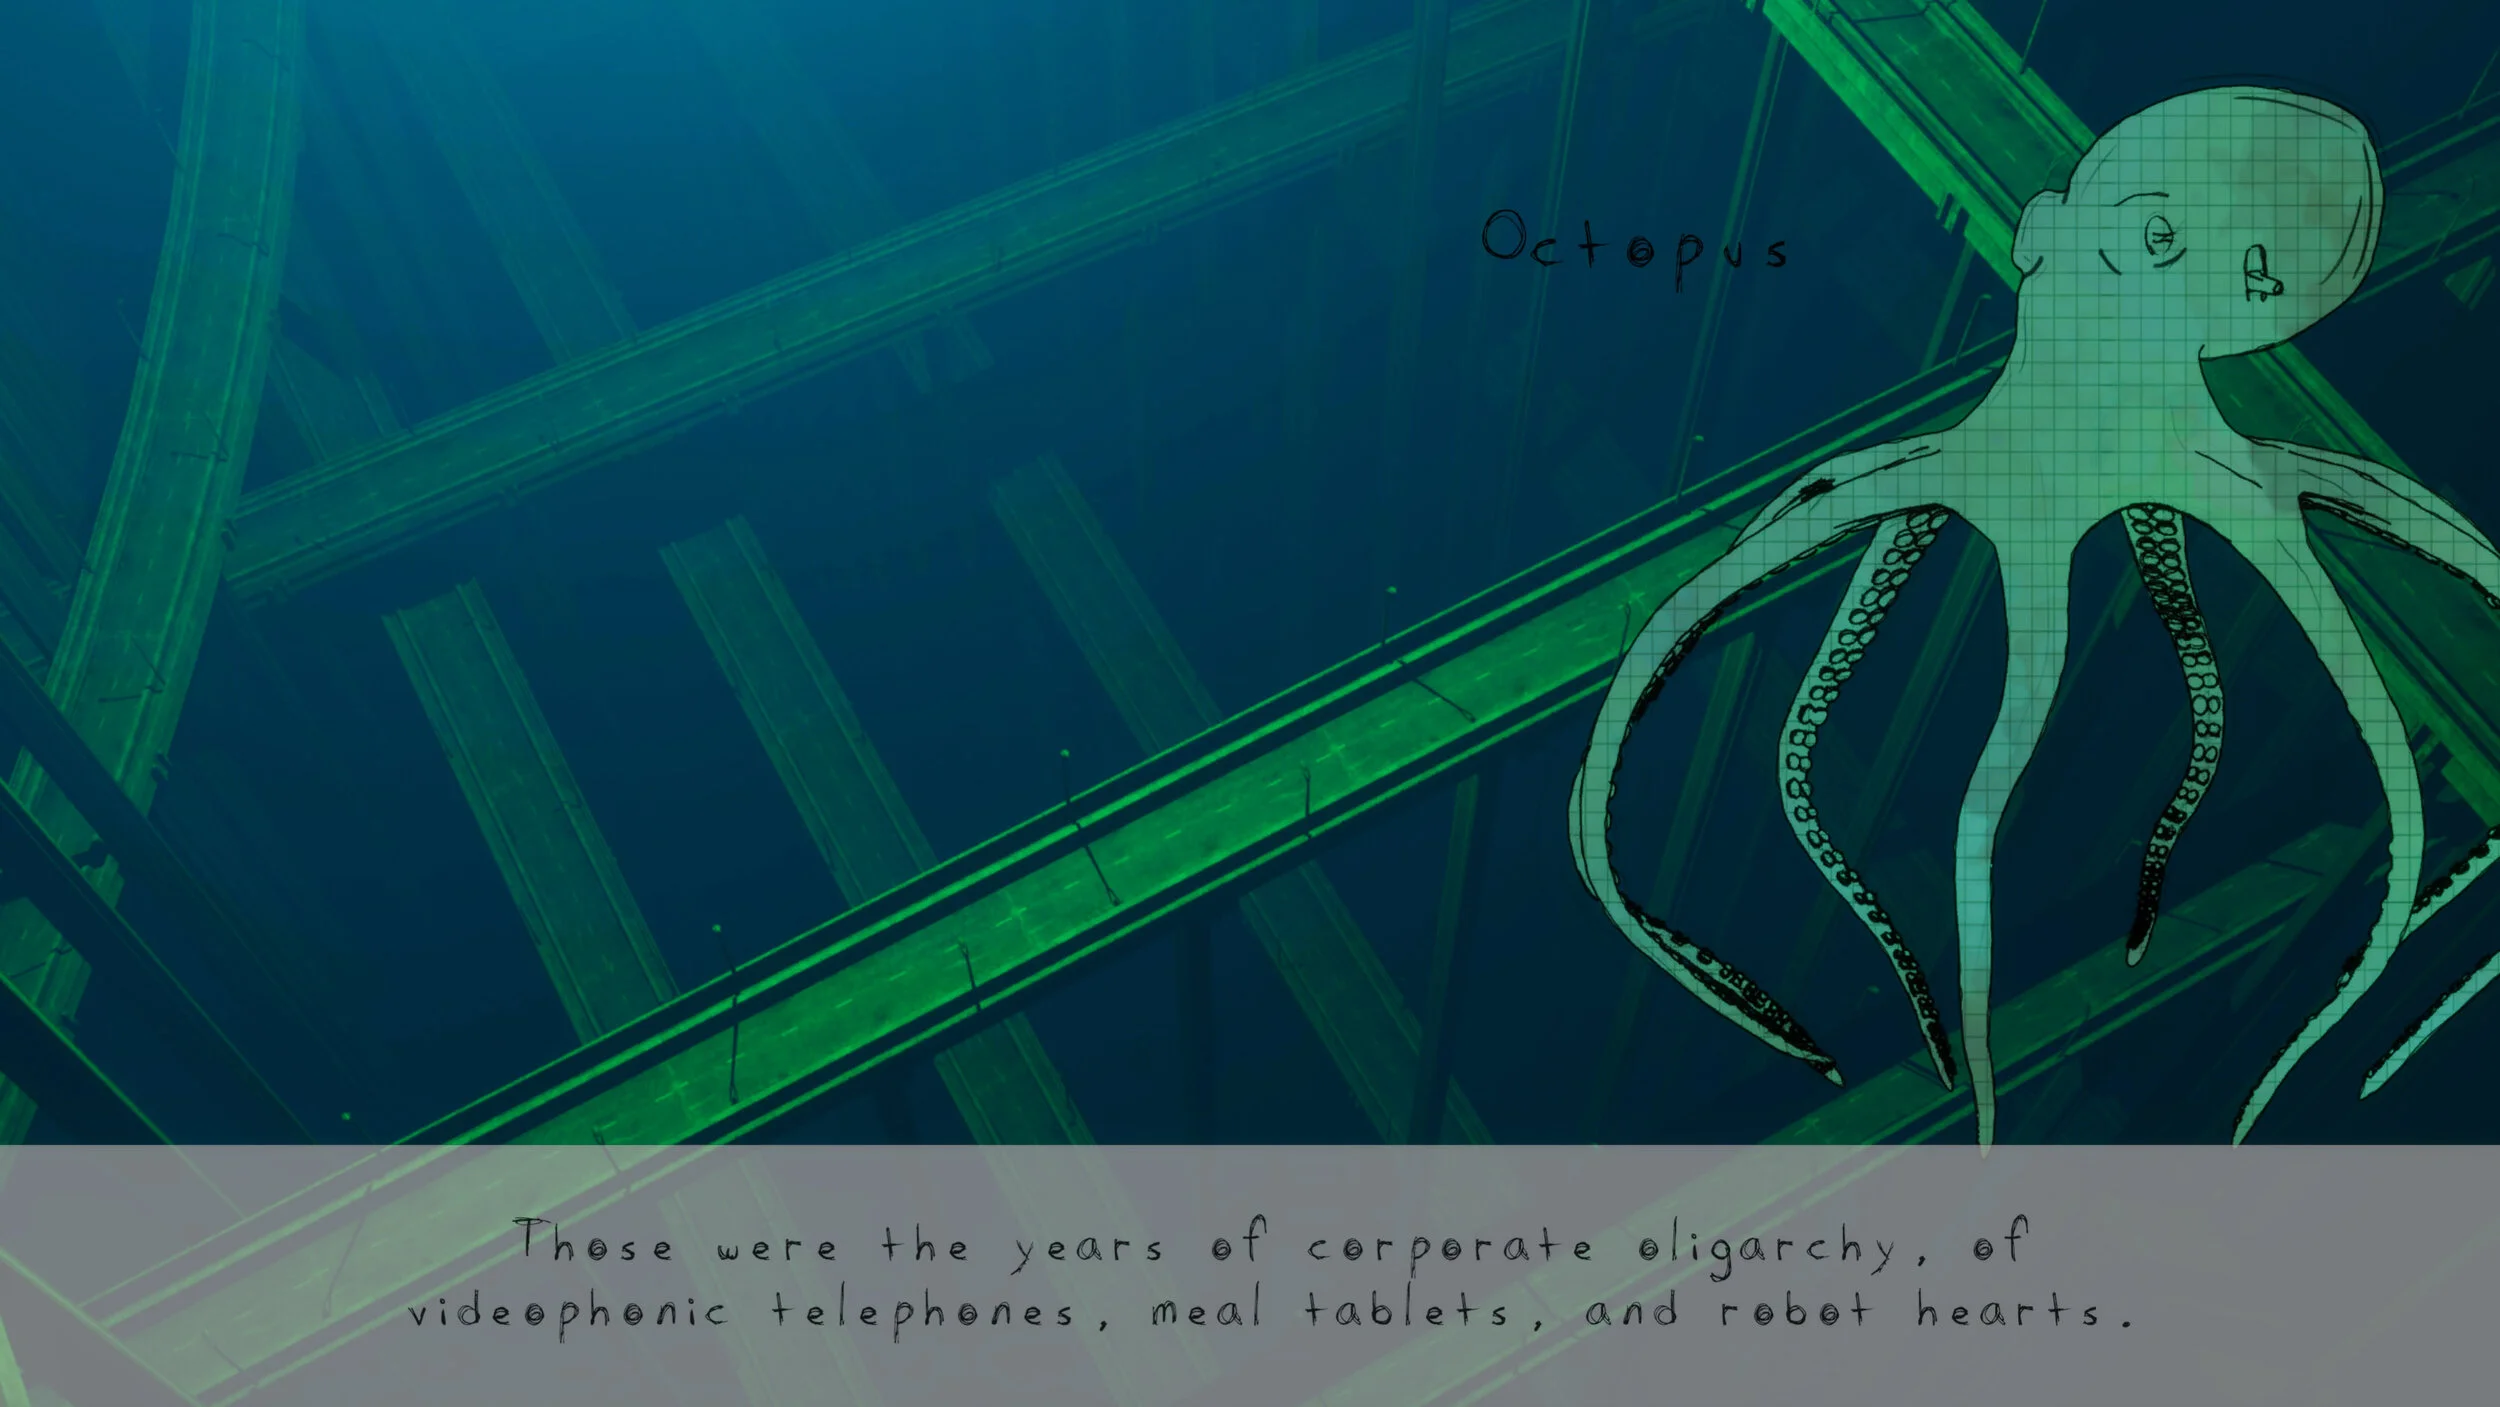 Octopus
Those were the years of corporate oligarchy, of
videophonic telephones, meal tablets, and robot hearts.